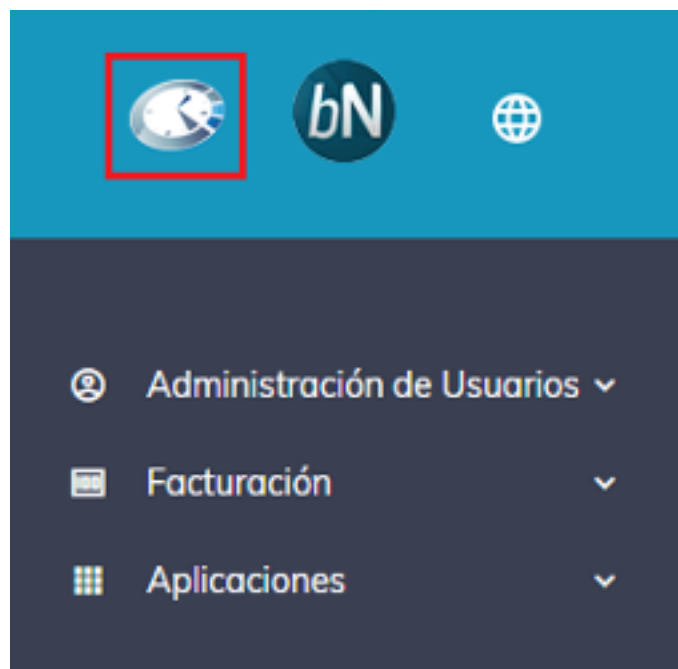 bN
Administración de Usuarios
Facturación
Aplicaciones